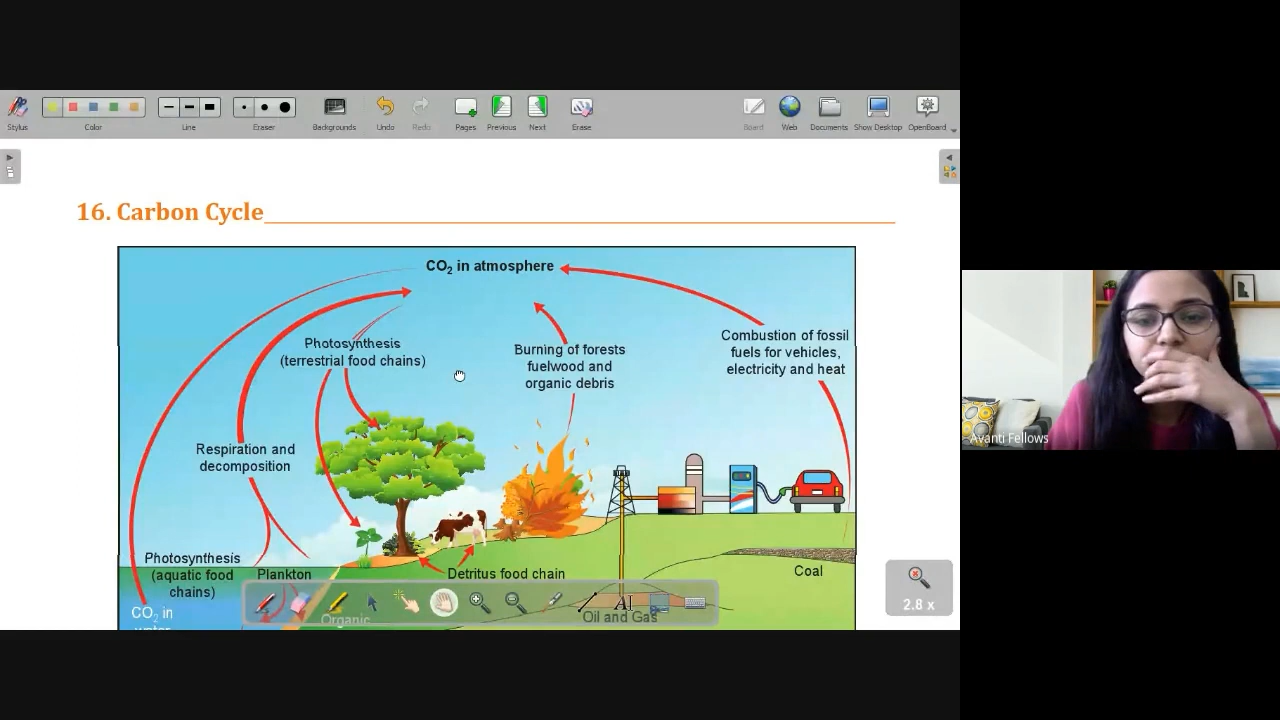 Stylus
Color
Line
Eraser
Backgrounds
Undo
Redo
Pages
Previous
Next
Erase
Board
Web
Documents
Show Desktop
OpenBoard
16. Carbon Cycle
CO₂ in atmosphere
Photosynthesis
(terrestrial food chains)
Burning of forests
fuelwood and
organic debris
Combustion of fossil
fuels for vehicles,
electricity and heat
Respiration and
decomposition
Photosynthesis
(aquatic food
chains)
Plankton
Detritus food chain
Coal
CO₂ in
water
Organic
Oil and Gas
AI
2.8 x
Avanti Fellows